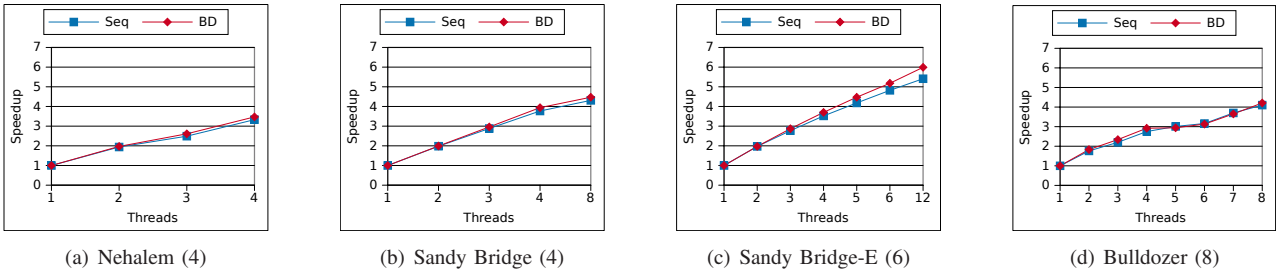 Seq BD
7
6
5
4
3
2
1
0
Speedup
1 2 3 4
Threads
(a) Nehalem (4)
Seq BD
7
6
5
4
3
2
1
0
Speedup
1 2 3 4 8
Threads
(b) Sandy Bridge (4)
Seq BD
7
6
5
4
3
2
1
0
Speedup
1 2 3 4 5 6 12
Threads
(c) Sandy Bridge-E (6)
Seq BD
7
6
5
4
3
2
1
0
Speedup
1 2 3 4 5 6 7 8
Threads
(d) Bulldozer (8)